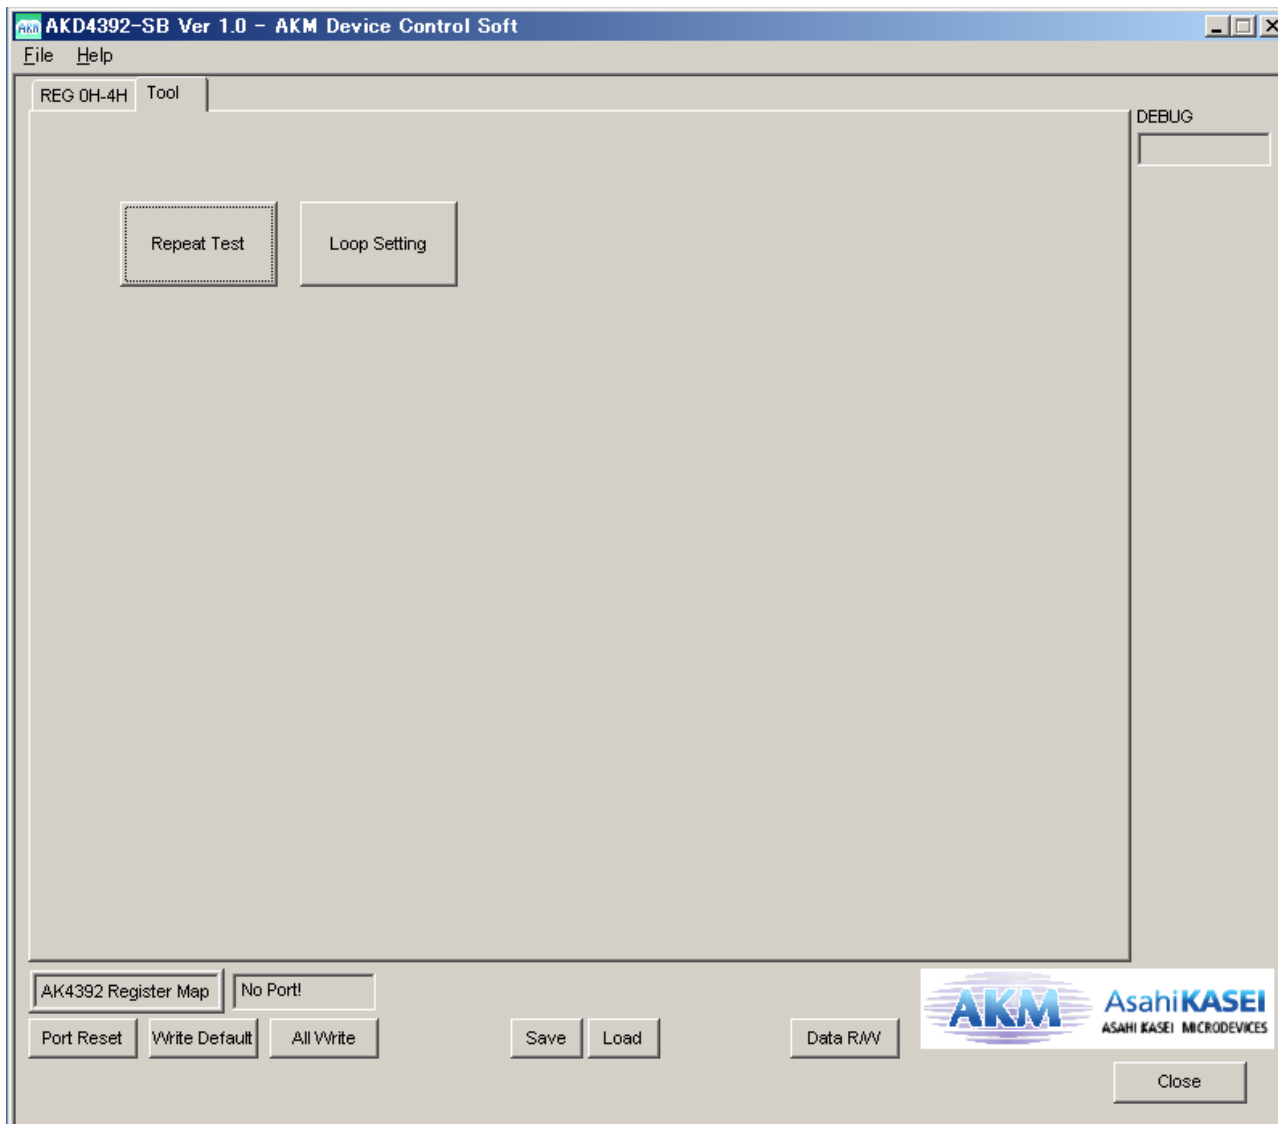 AKM AKD4392-SB Ver 1.0 - AKM Device Control Soft
File Help
REG 0H-4H Tool
DEBUG
Repeat Test Loop Setting
AK4392 Register Map No Port!
AKM AsahiKASEI
ASAHI KASEI MICRODEVICES
Port Reset Write Default All Write Save Load Data R/W
Close